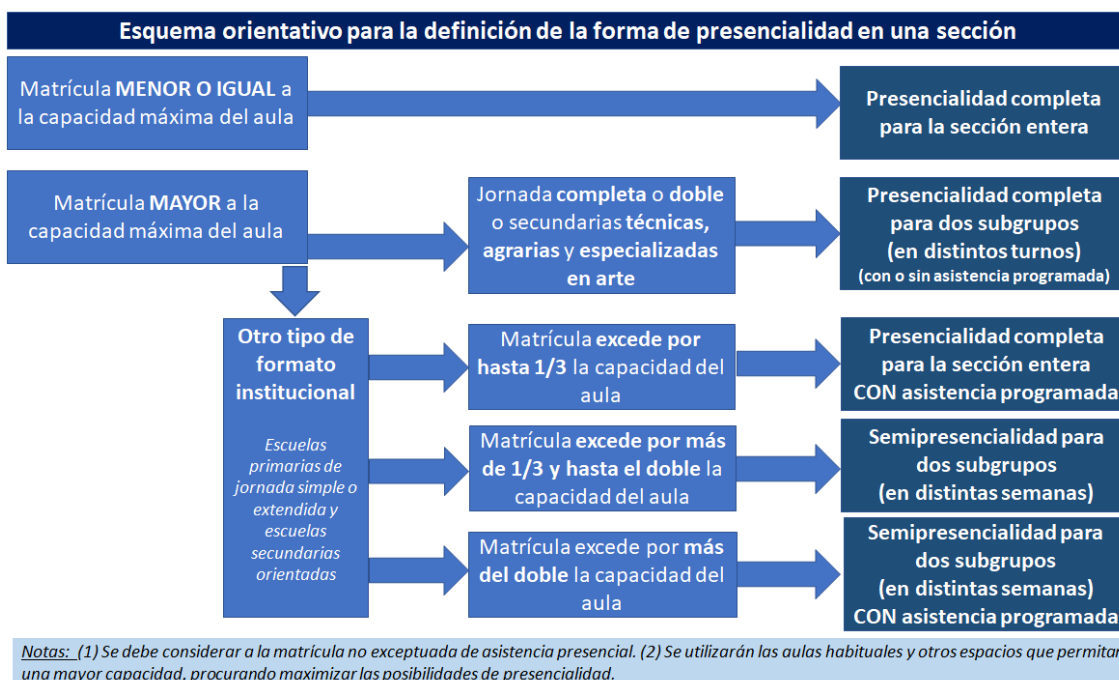 Esquema orientativo para la definición de la forma de presencialidad en una sección
Matrícula MENOR O IGUAL a
la capacidad máxima del aula
Presencialidad completa
para la sección entera
Matrícula MAYOR a la
capacidad máxima del aula
Jornada completa o doble
o secundarias técnicas,
agrarias y especializadas
en arte
Presencialidad completa
para dos subgrupos
(en distintos turnos)
(con o sin asistencia programada)
Otro tipo de
formato
institucional
Escuelas
primarias de
jornada simple o
extendida y
escuelas
secundarias
orientadas
Matrícula excede por
hasta 1/3 la capacidad del
aula
Presencialidad completa
para la sección entera
CON asistencia programada
Matrícula excede por más
de 1/3 y hasta el doble la
capacidad del aula
Semipresencialidad para
dos subgrupos
(en distintas semanas)
Matrícula excede por más
del doble la capacidad del
aula
Semipresencialidad para
dos subgrupos
(en distintas semanas)
CON asistencia programada
Notas: (1) Se debe considerar a la matrícula no exceptuada de asistencia presencial. (2) Se utilizarán las aulas habituales y otros espacios que permitan
una mayor capacidad, procurando maximizar las posibilidades de presencialidad.